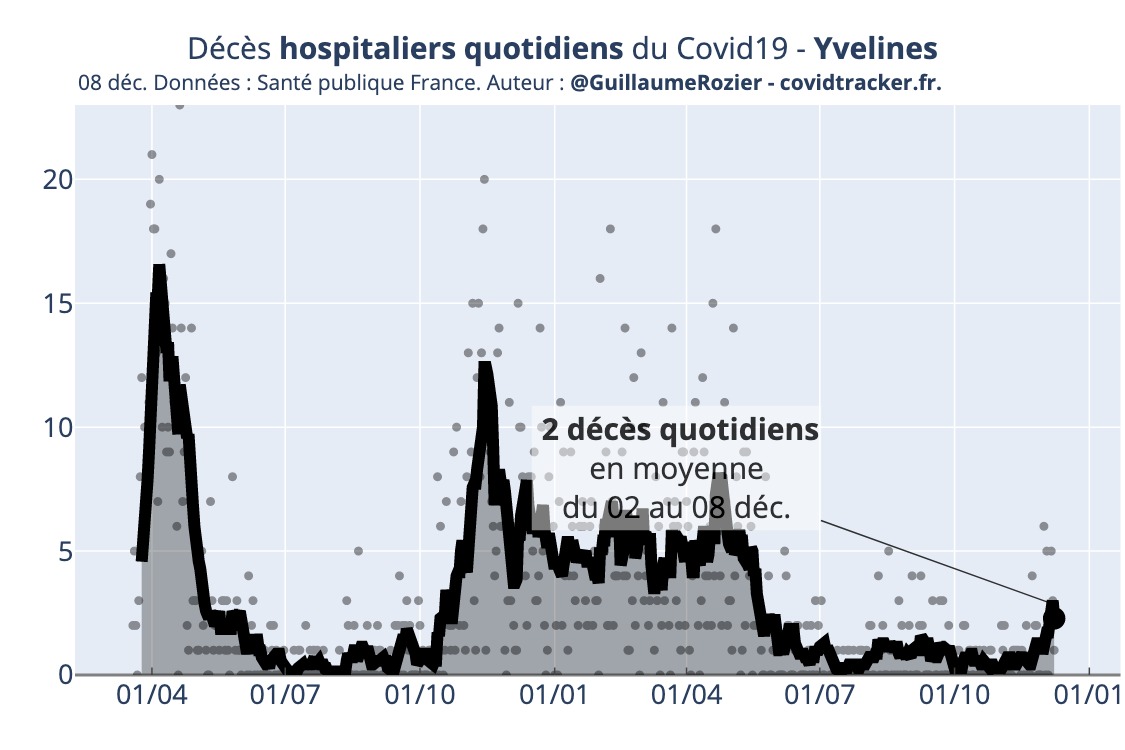 Décès hospitaliers quotidiens du Covid19 - Yvelines
08 déc. Données : Santé publique France. Auteur : @GuillaumeRozier - covidtracker.fr.
20
15
10
5
0
2 décès quotidiens
en moyenne
du 02 au 08 déc.
01/04 01/07 01/10 01/01 01/04 01/07 01/10 01/01